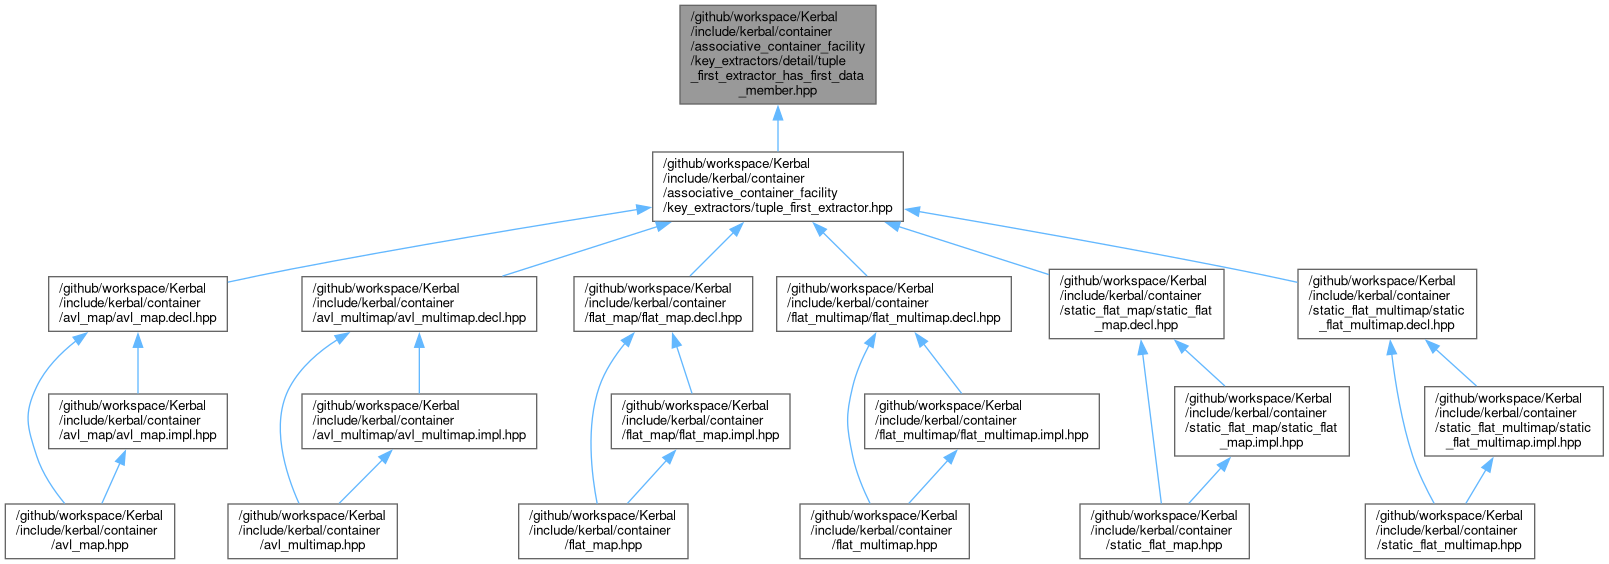 /github/workspace/Kerbal
/include/kerbal/container
/associative_container_facility
/key_extractors/detail/tuple
_first_extractor_has_first_data
_member.hpp
/github/workspace/Kerbal
/include/kerbal/container
/associative_container_facility
/key_extractors/tuple_first_extractor.hpp
/github/workspace/Kerbal
/include/kerbal/container
/avl_map/avl_map.decl.hpp
/github/workspace/Kerbal
/include/kerbal/container
/avl_multimap/avl_multimap.decl.hpp
/github/workspace/Kerbal
/include/kerbal/container
/flat_map/flat_map.decl.hpp
/github/workspace/Kerbal
/include/kerbal/container
/flat_multimap/flat_multimap.decl.hpp
/github/workspace/Kerbal
/include/kerbal/container
/static_flat_map/static_flat
_map.decl.hpp
/github/workspace/Kerbal
/include/kerbal/container
/static_flat_multimap/static
_flat_multimap.decl.hpp
/github/workspace/Kerbal
/include/kerbal/container
/avl_map/avl_map.impl.hpp
/github/workspace/Kerbal
/include/kerbal/container
/avl_multimap/avl_multimap.impl.hpp
/github/workspace/Kerbal
/include/kerbal/container
/flat_map/flat_map.impl.hpp
/github/workspace/Kerbal
/include/kerbal/container
/flat_multimap/flat_multimap.impl.hpp
/github/workspace/Kerbal
/include/kerbal/container
/static_flat_map/static_flat
_map.impl.hpp
/github/workspace/Kerbal
/include/kerbal/container
/static_flat_multimap/static
_flat_multimap.impl.hpp
/github/workspace/Kerbal
/include/kerbal/container
/avl_map.hpp
/github/workspace/Kerbal
/include/kerbal/container
/avl_multimap.hpp
/github/workspace/Kerbal
/include/kerbal/container
/flat_map.hpp
/github/workspace/Kerbal
/include/kerbal/container
/flat_multimap.hpp
/github/workspace/Kerbal
/include/kerbal/container
/static_flat_map.hpp
/github/workspace/Kerbal
/include/kerbal/container
/static_flat_multimap.hpp